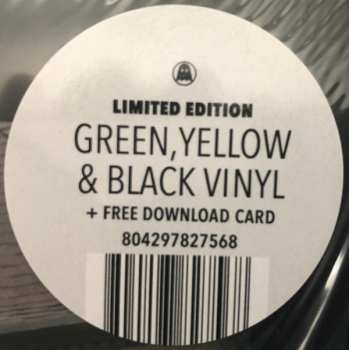 LIMITED EDITION
GREEN, YELLOW
& BLACK VINYL
+ FREE DOWNLOAD CARD
804297827568